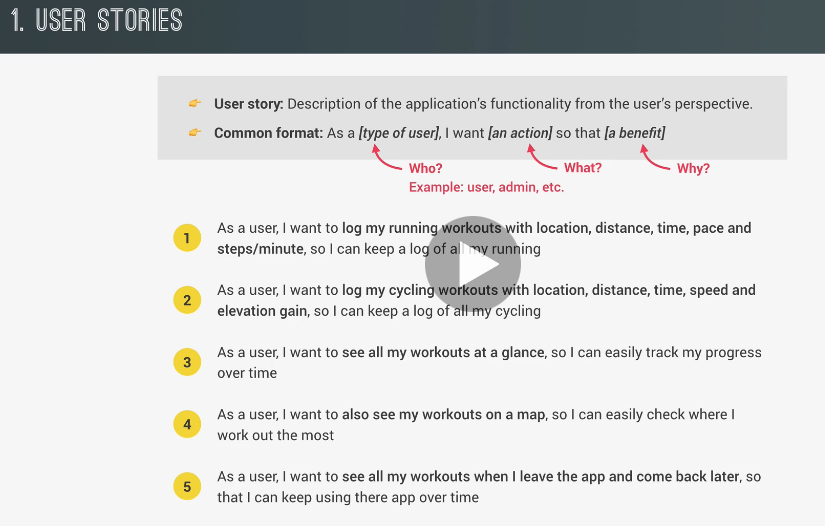 1. USER STORIES
User story: Description of the application's functionality from the user's perspective.
Common format: As a [type of user], I want [an action] so that [a benefit]
Who?
Example: user, admin, etc.
What?
Why?
1
As a user, I want to log my running workouts with location, distance, time, pace and
steps/minute, so I can keep a log of all my running
2
As a user, I want to log my cycling workouts with location, distance, time, speed and
elevation gain, so I can keep a log of all my cycling
3
As a user, I want to see all my workouts at a glance, so I can easily track my progress
over time
4
As a user, I want to also see my workouts on a map, so I can easily check where I
work out the most
5
As a user, I want to see all my workouts when I leave the app and come back later, so
that I can keep using there app over time